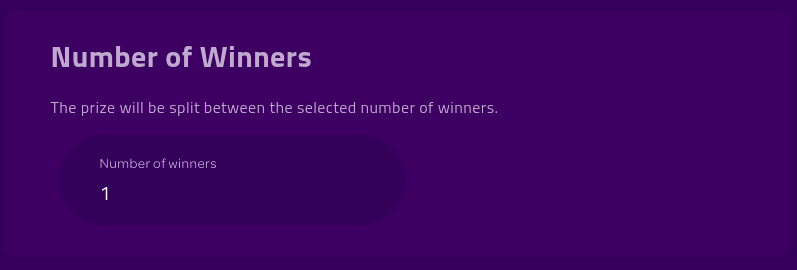 Number of Winners
The prize will be split between the selected number of winners.
Number of winners
1